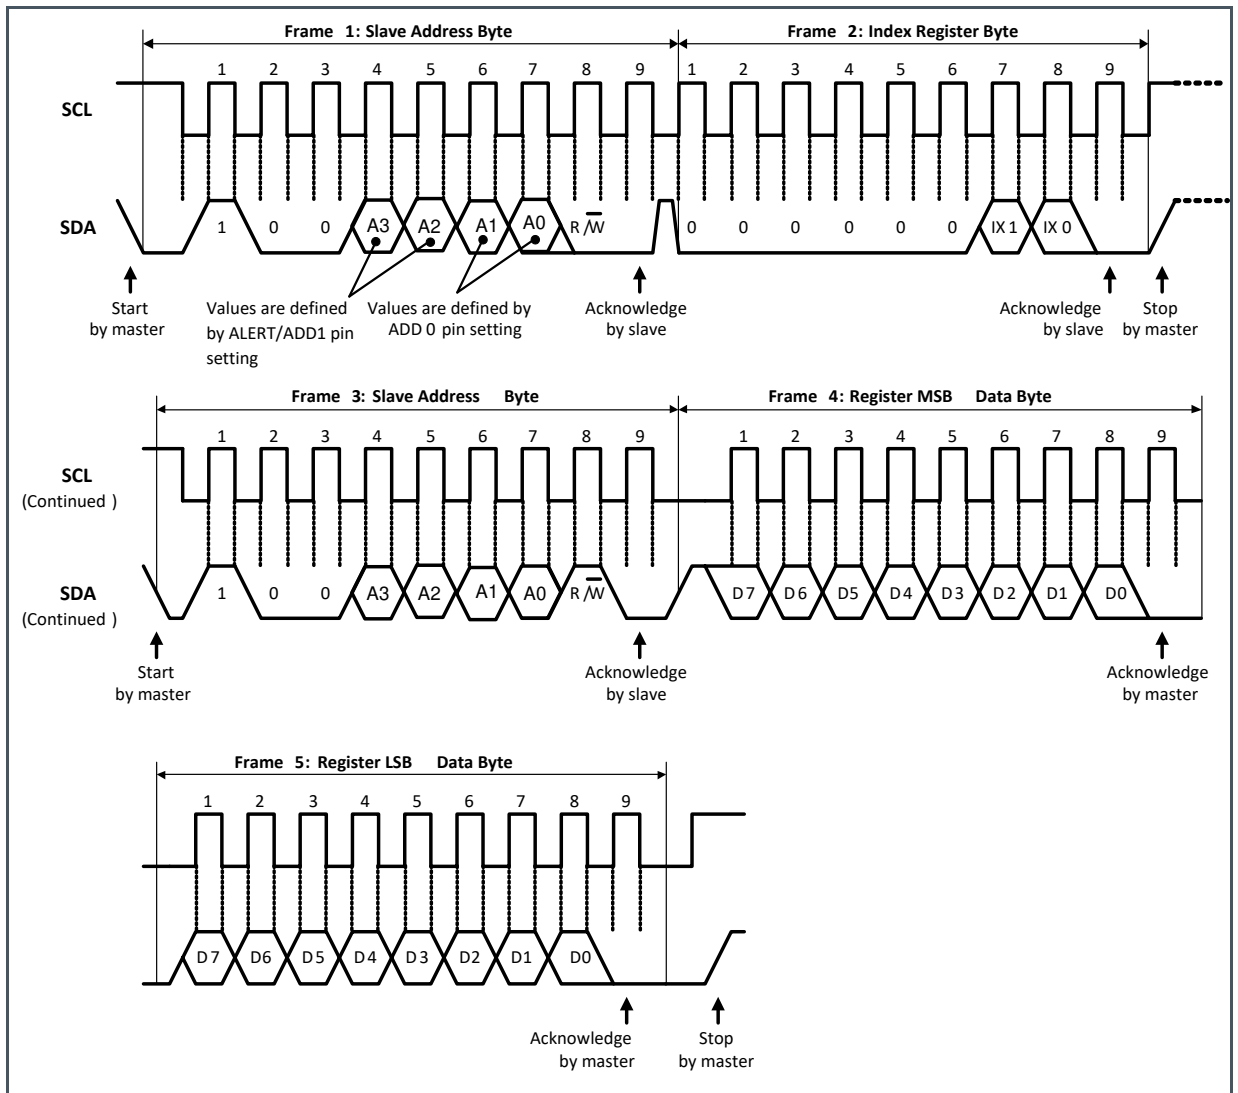 Frame 1: Slave Address Byte
Frame 2: Index Register Byte
1 2 3 4 5 6 7 8 9 1 2 3 4 5 6 7 8 9
SCL
SDA
1 0 0 A3 A2 A1 A0 R/W 0 0 0 0 0 0 IX1 IX0
Start
by master
Values are defined
by ALERT/ADD1 pin
setting
Values are defined by
ADD 0 pin setting
Acknowledge
by slave
Acknowledge
by slave
Stop
by master
Frame 3: Slave Address Byte
Frame 4: Register MSB Data Byte
1 2 3 4 5 6 7 8 9 1 2 3 4 5 6 7 8 9
SCL
(Continued )
SDA
(Continued )
1 0 0 A3 A2 A1 A0 R/W D7 D6 D5 D4 D3 D2 D1 D0
Start
by master
Acknowledge
by slave
Acknowledge
by master
Frame 5: Register LSB Data Byte
1 2 3 4 5 6 7 8 9
D7 D6 D5 D4 D3 D2 D1 D0
Acknowledge
by master
Stop
by master